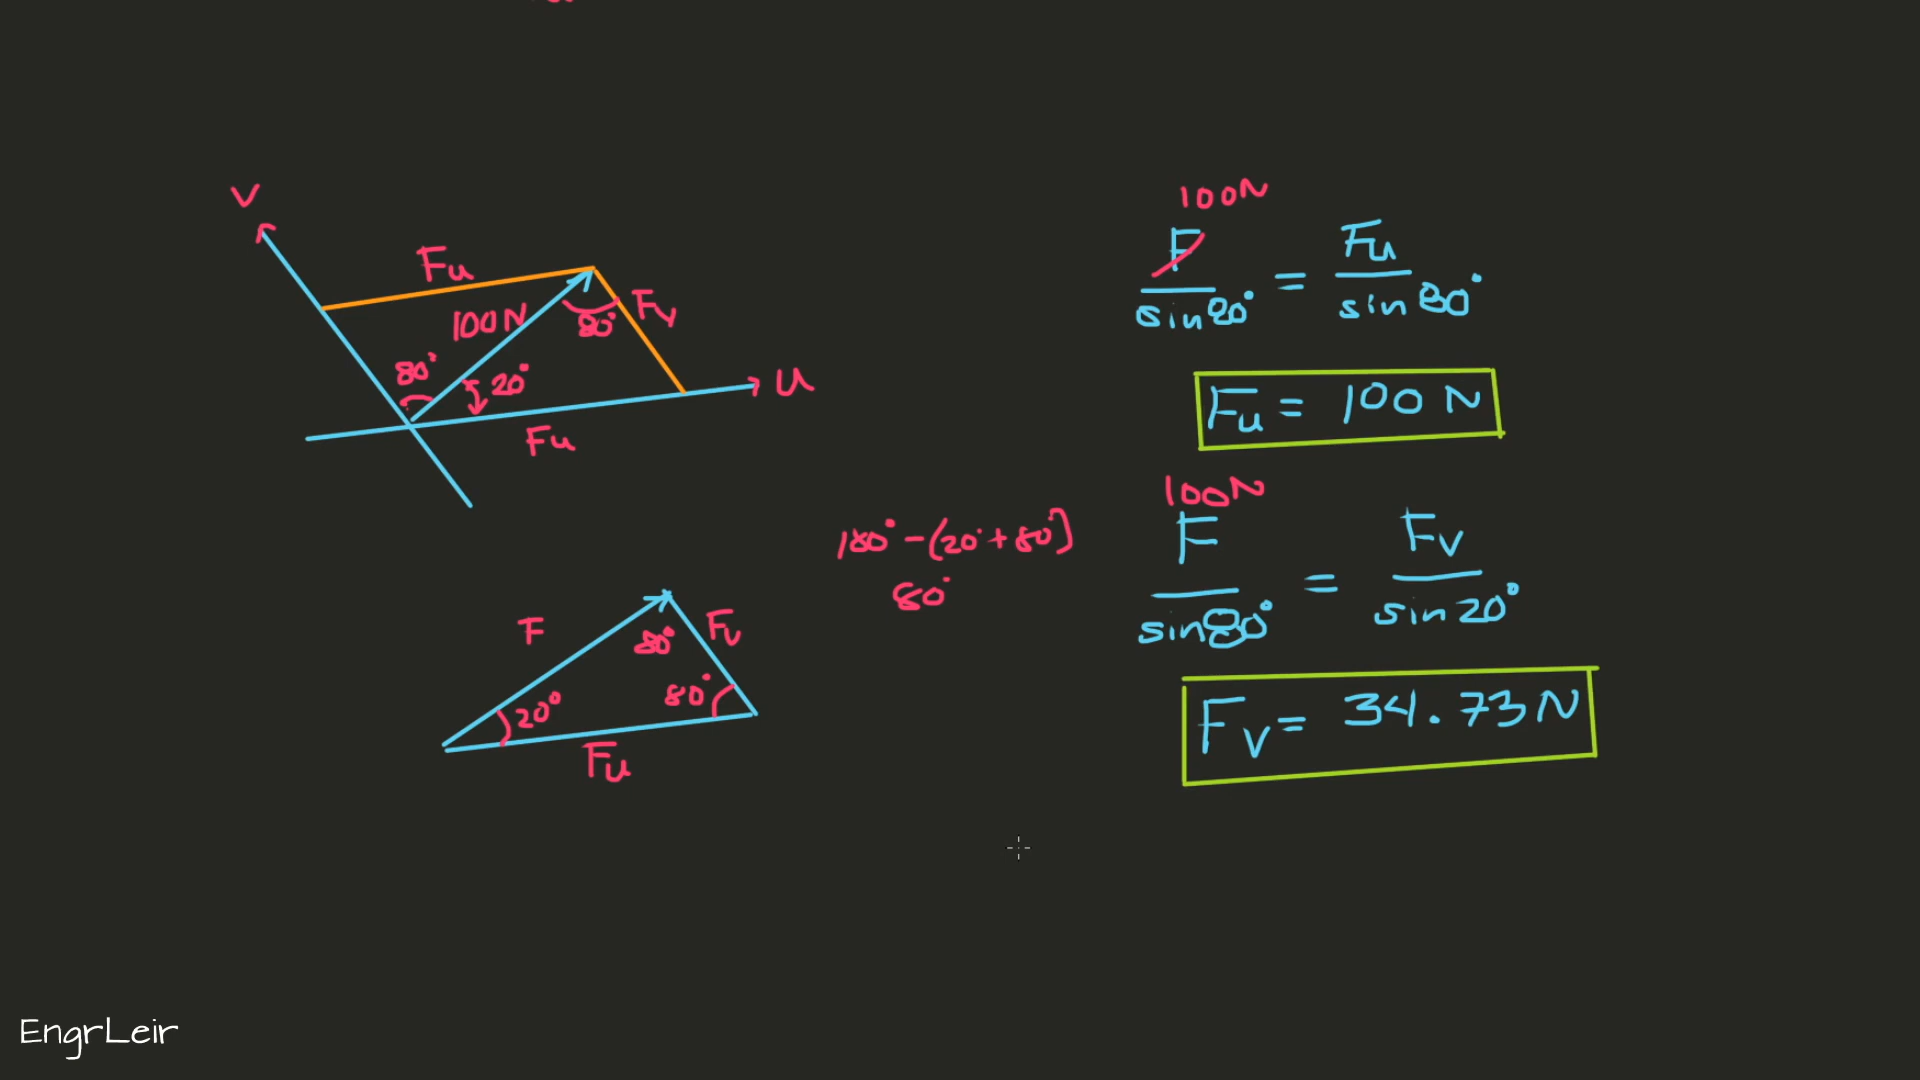 V
Fu
100N
Fv
80°
80°
20°
U
Fu
F
80°
Fv
20°
80°
Fu
180° - (20° + 80°)
80°
100N
F / sin80° = Fu / sin80°
Fu = 100 N
100N
F / sin80° = Fv / sin20°
Fv = 34.73N
EngrLeir